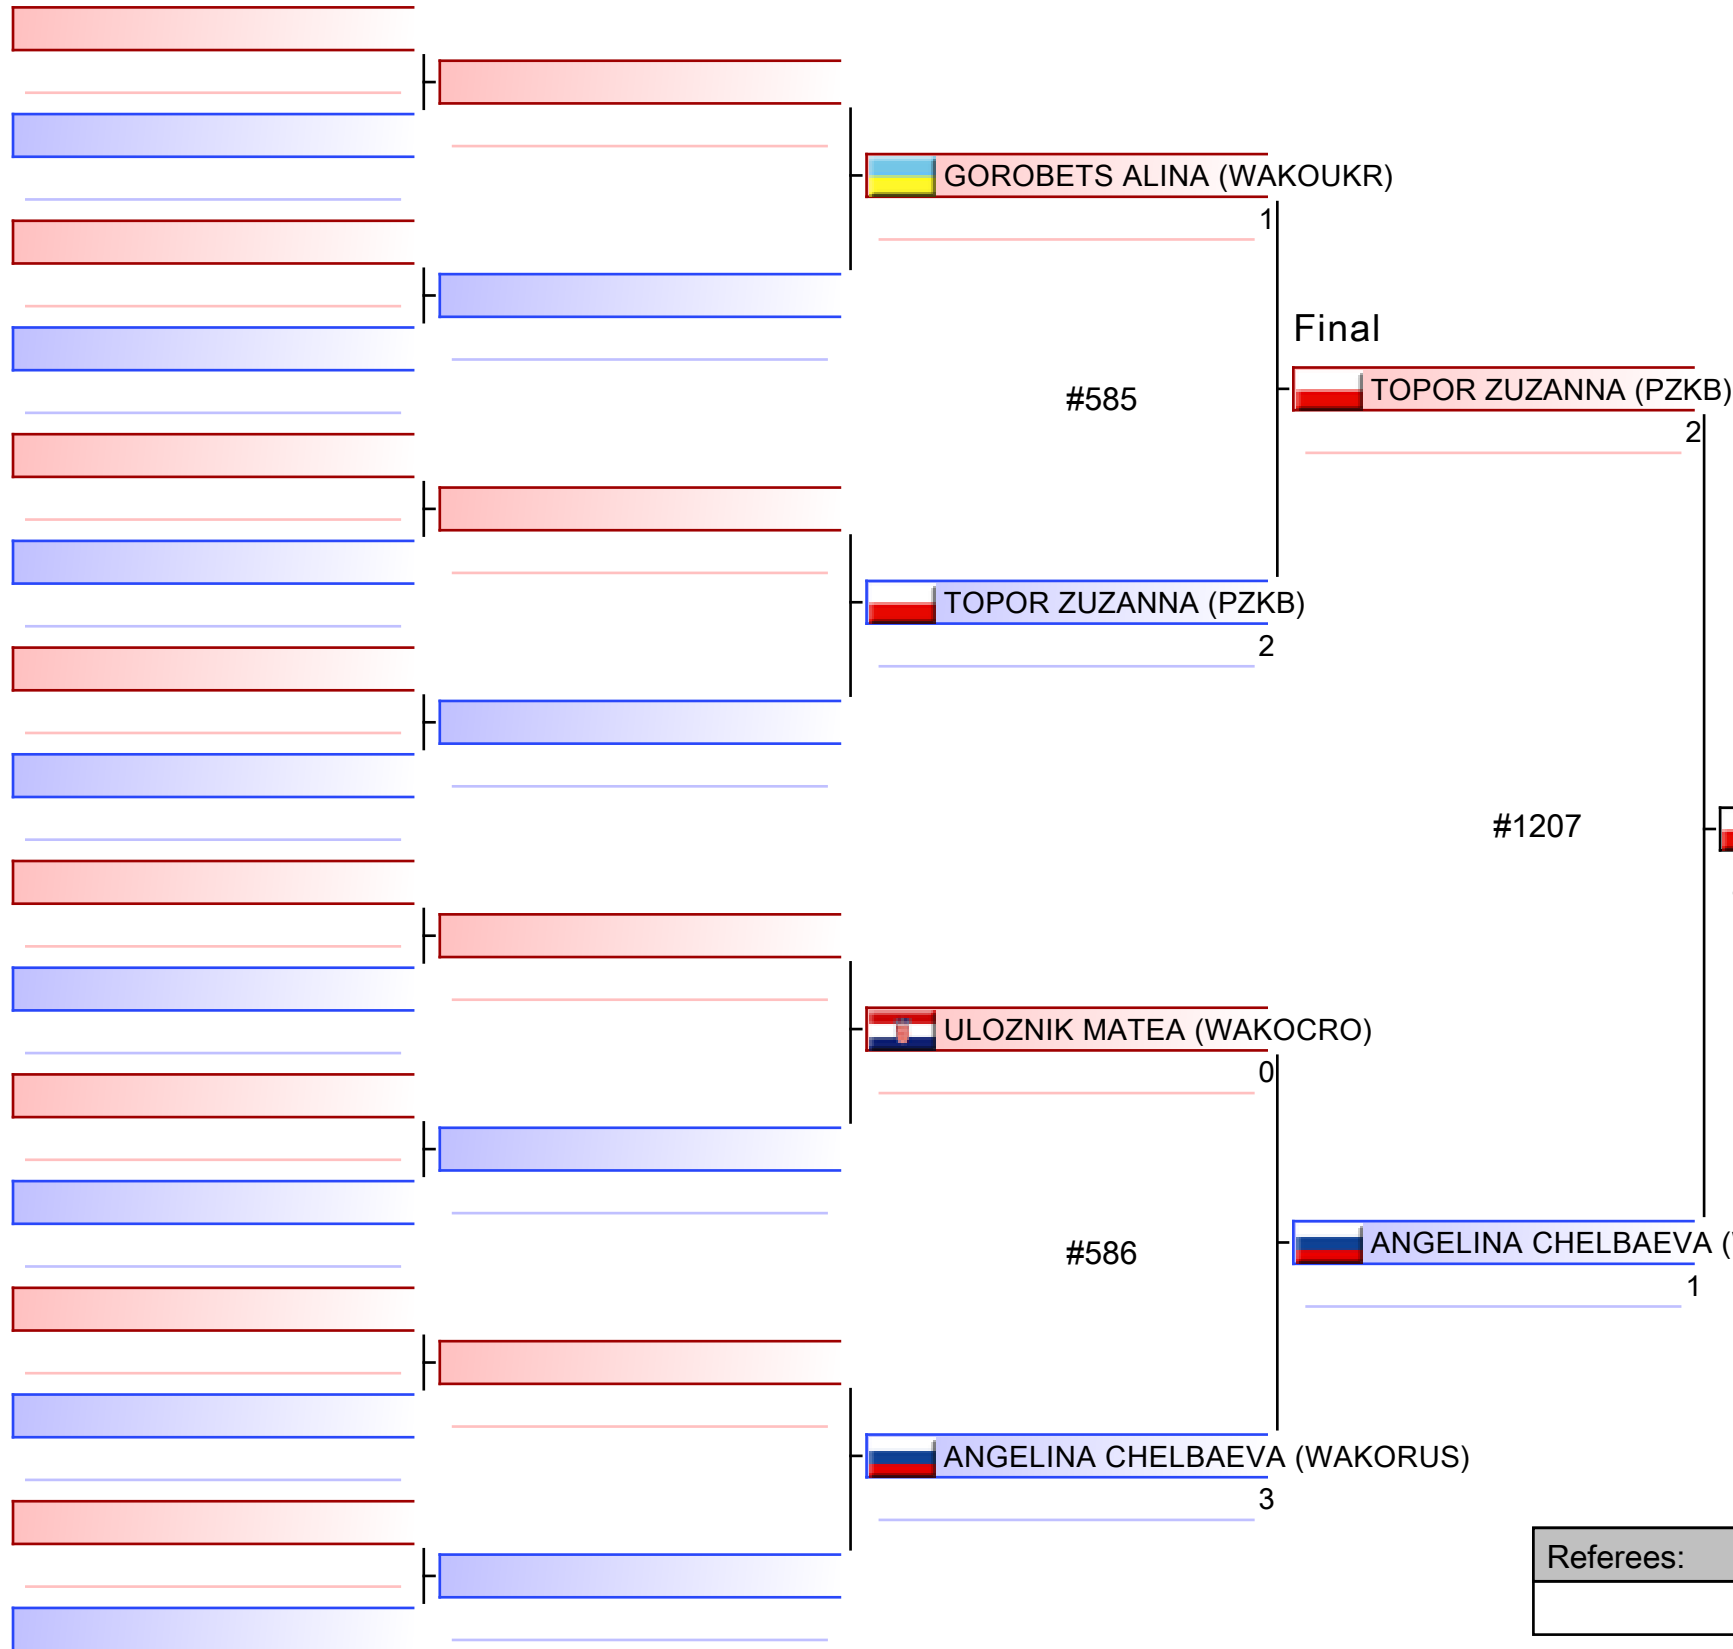 GOROBETS ALINA (WAKOUKR)
1
Final
#585
TOPOR ZUZANNA (PZKB)
2
TOPOR ZUZANNA (PZKB)
2
#1207
ULOZNIK MATEA (WAKOCRO)
0
#586
ANGELINA CHELBAEVA (
1
ANGELINA CHELBAEVA (WAKORUS)
3
Referees: